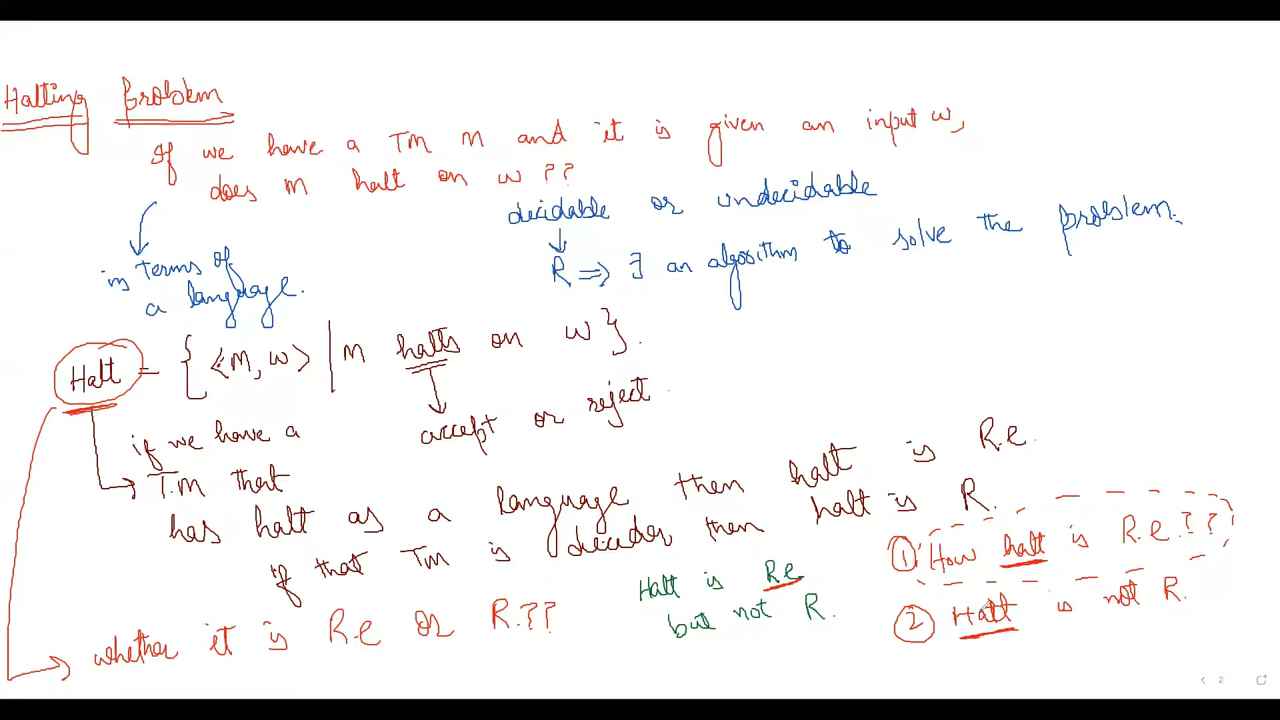 Halting Problem
If we have a TM M and it is given an input w,
does M halt on w ??
decidable or undecidable
R => ∃ an algorithm to solve the problem.
in terms of
a language.
Halt = { <M, w> | M halts on w }.
accept or reject
if we have a
T.M that
has halt as a language then halt is R.e.
if that TM is decider then halt is R.
① How halt is R.e.??
Halt is Re
but not R.
② Halt is not R.
whether it is R.e or R.??
2